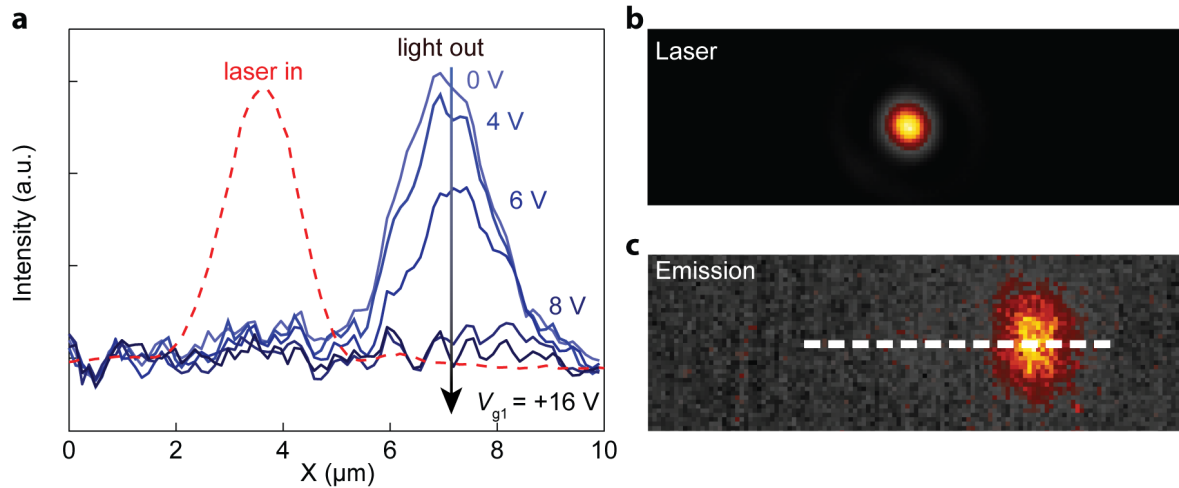 a
light out
laser in
0 V
4 V
6 V
8 V
Vg1 = +16 V
Intensity (a.u.)
0 2 4 6 8 10
X (µm)
b
Laser
c
Emission